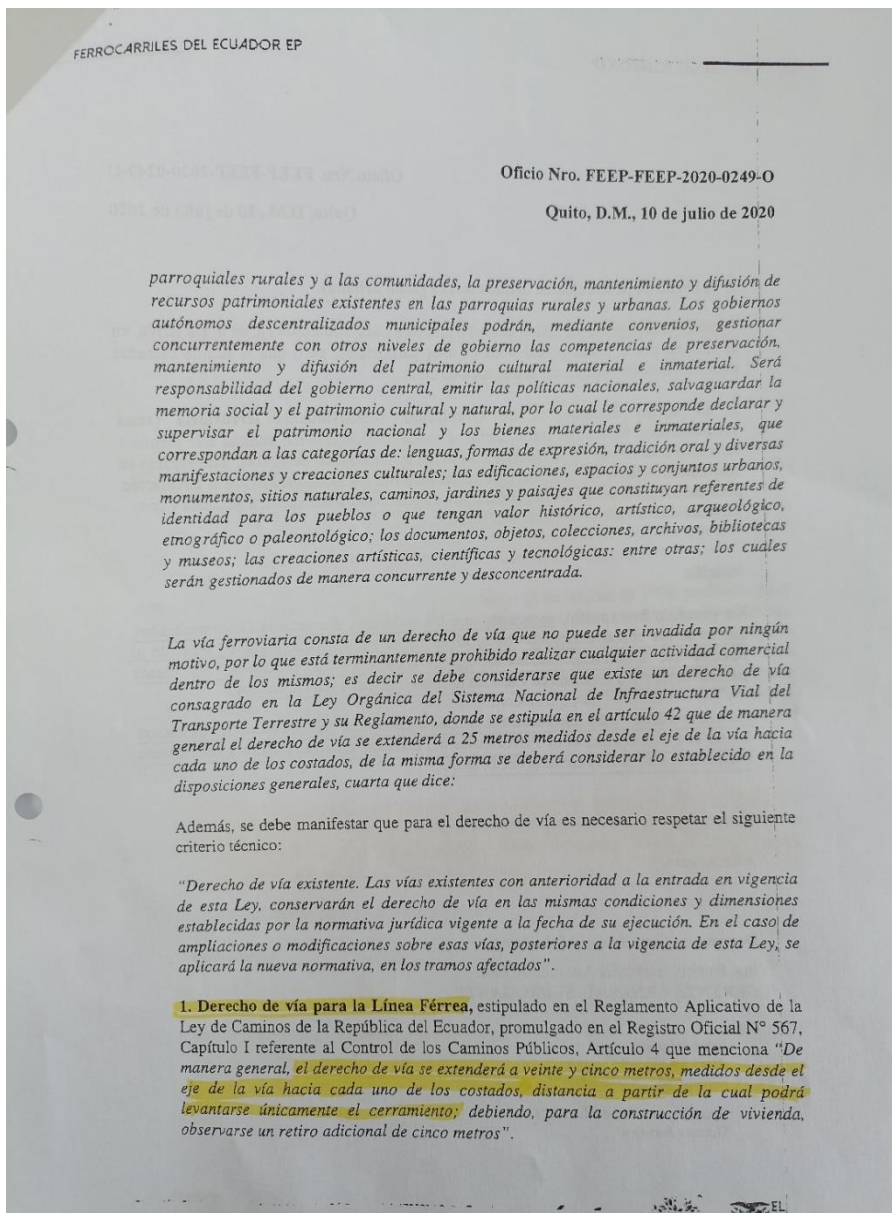 FERROCARRILES DEL ECUADOR EP
Oficio Nro. FEEP-FEEP-2020-0249-O
Quito, D.M., 10 de julio de 2020
parroquiales rurales y a las comunidades, la preservación, mantenimiento y difusión de
recursos patrimoniales existentes en las parroquias rurales y urbanas. Los gobiernos
autónomos descentralizados municipales podrán, mediante convenios, gestionar
concurrentemente con otros niveles de gobierno las competencias de preservación,
mantenimiento y difusión del patrimonio cultural material e inmaterial. Será
responsabilidad del gobierno central, emitir las políticas nacionales, salvaguardar la
memoria social y el patrimonio cultural y natural, por lo cual le corresponde declarar y
supervisar el patrimonio nacional y los bienes materiales e inmateriales, que
correspondan a las categorías de: lenguas, formas de expresión, tradición oral y diversas
manifestaciones y creaciones culturales; las edificaciones, espacios y conjuntos urbanos,
monumentos, sitios naturales, caminos, jardines y paisajes que constituyan referentes de
identidad para los pueblos o que tengan valor histórico, artístico, arqueológico,
etnográfico o paleontológico; los documentos, objetos, colecciones, archivos, bibliotecas
y museos; las creaciones artísticas, científicas y tecnológicas: entre otras; los cuales
serán gestionados de manera concurrente y desconcentrada.
La vía ferroviaria consta de un derecho de vía que no puede ser invadida por ningún
motivo, por lo que está terminantemente prohibido realizar cualquier actividad comercial
dentro de los mismos; es decir se debe considerarse que existe un derecho de vía
consagrado en la Ley Orgánica del Sistema Nacional de Infraestructura Vial del
Transporte Terrestre y su Reglamento, donde se estipula en el artículo 42 que de manera
general el derecho de vía se extenderá a 25 metros medidos desde el eje de la vía hacia
cada uno de los costados, de la misma forma se deberá considerar lo establecido en la
disposiciones generales, cuarta que dice:
Además, se debe manifestar que para el derecho de vía es necesario respetar el siguiente
criterio técnico:
"Derecho de vía existente. Las vías existentes con anterioridad a la entrada en vigencia
de esta Ley, conservarán el derecho de vía en las mismas condiciones y dimensiones
establecidas por la normativa jurídica vigente a la fecha de su ejecución. En el caso de
ampliaciones o modificaciones sobre esas vías, posteriores a la vigencia de esta Ley, se
aplicará la nueva normativa, en los tramos afectados".
1. Derecho de vía para la Línea Férrea, estipulado en el Reglamento Aplicativo de la
Ley de Caminos de la República del Ecuador, promulgado en el Registro Oficial N° 567,
Capítulo I referente al Control de los Caminos Públicos, Artículo 4 que menciona "De
manera general, el derecho de vía se extenderá a veinte y cinco metros, medidos desde el
eje de la vía hacia cada uno de los costados, distancia a partir de la cual podrá
levantarse únicamente el cerramiento; debiendo, para la construcción de vivienda,
observarse un retiro adicional de cinco metros".
EL